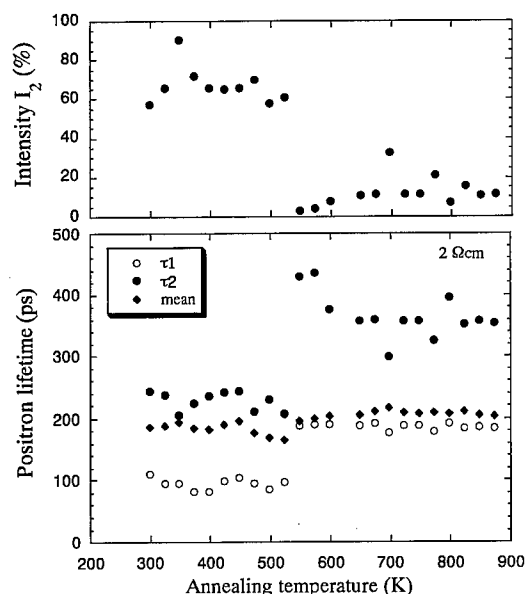 100
80
60
40
20
0
Intensity I2 (%)
500
400
300
200
100
0
Positron lifetime (ps)
2 Ωcm
τ1
τ2
mean
200 300 400 500 600 700 800 900
Annealing temperature (K)